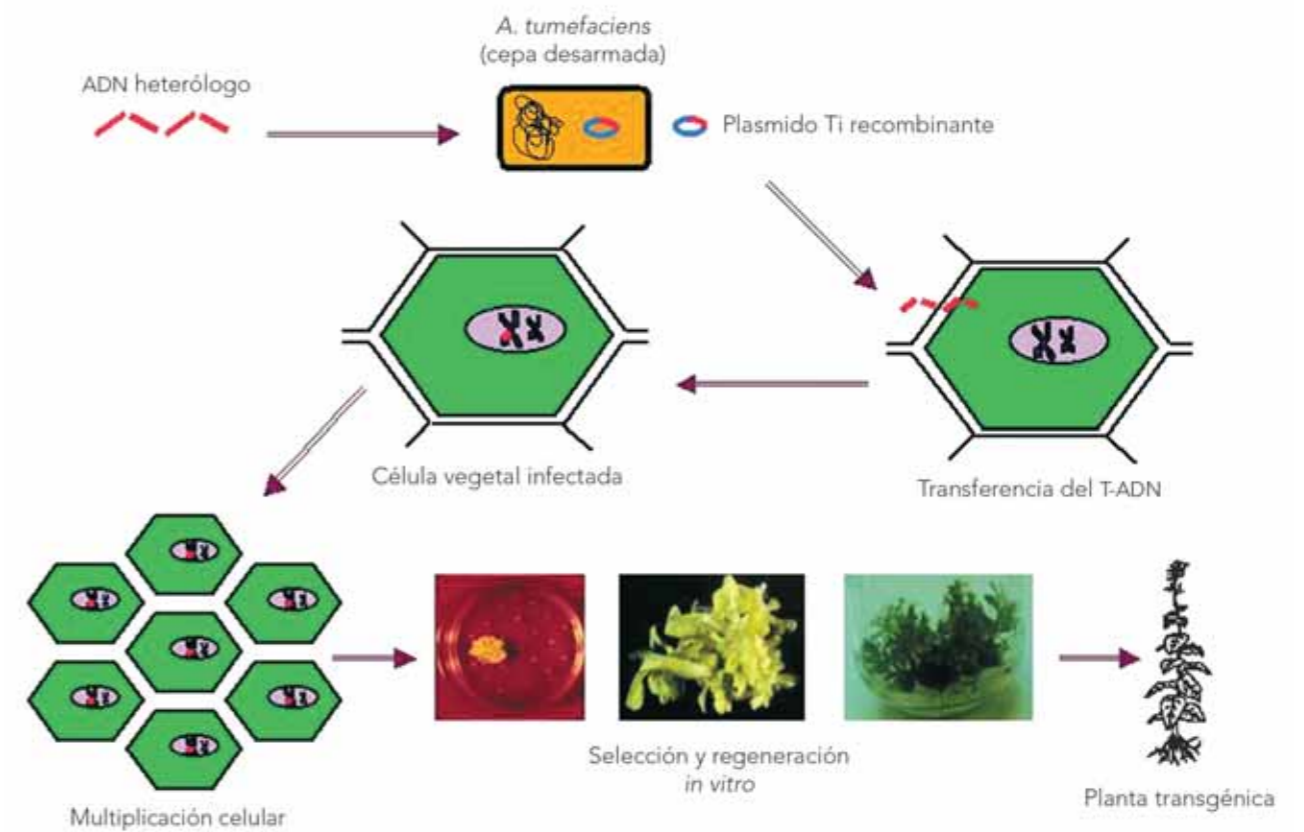 A. tumefaciens
(cepa desarmada)
ADN heterólogo
Plasmido Ti recombinante
Célula vegetal infectada
Transferencia del T-ADN
Selección y regeneración
in vitro
Planta transgénica
Multiplicación celular